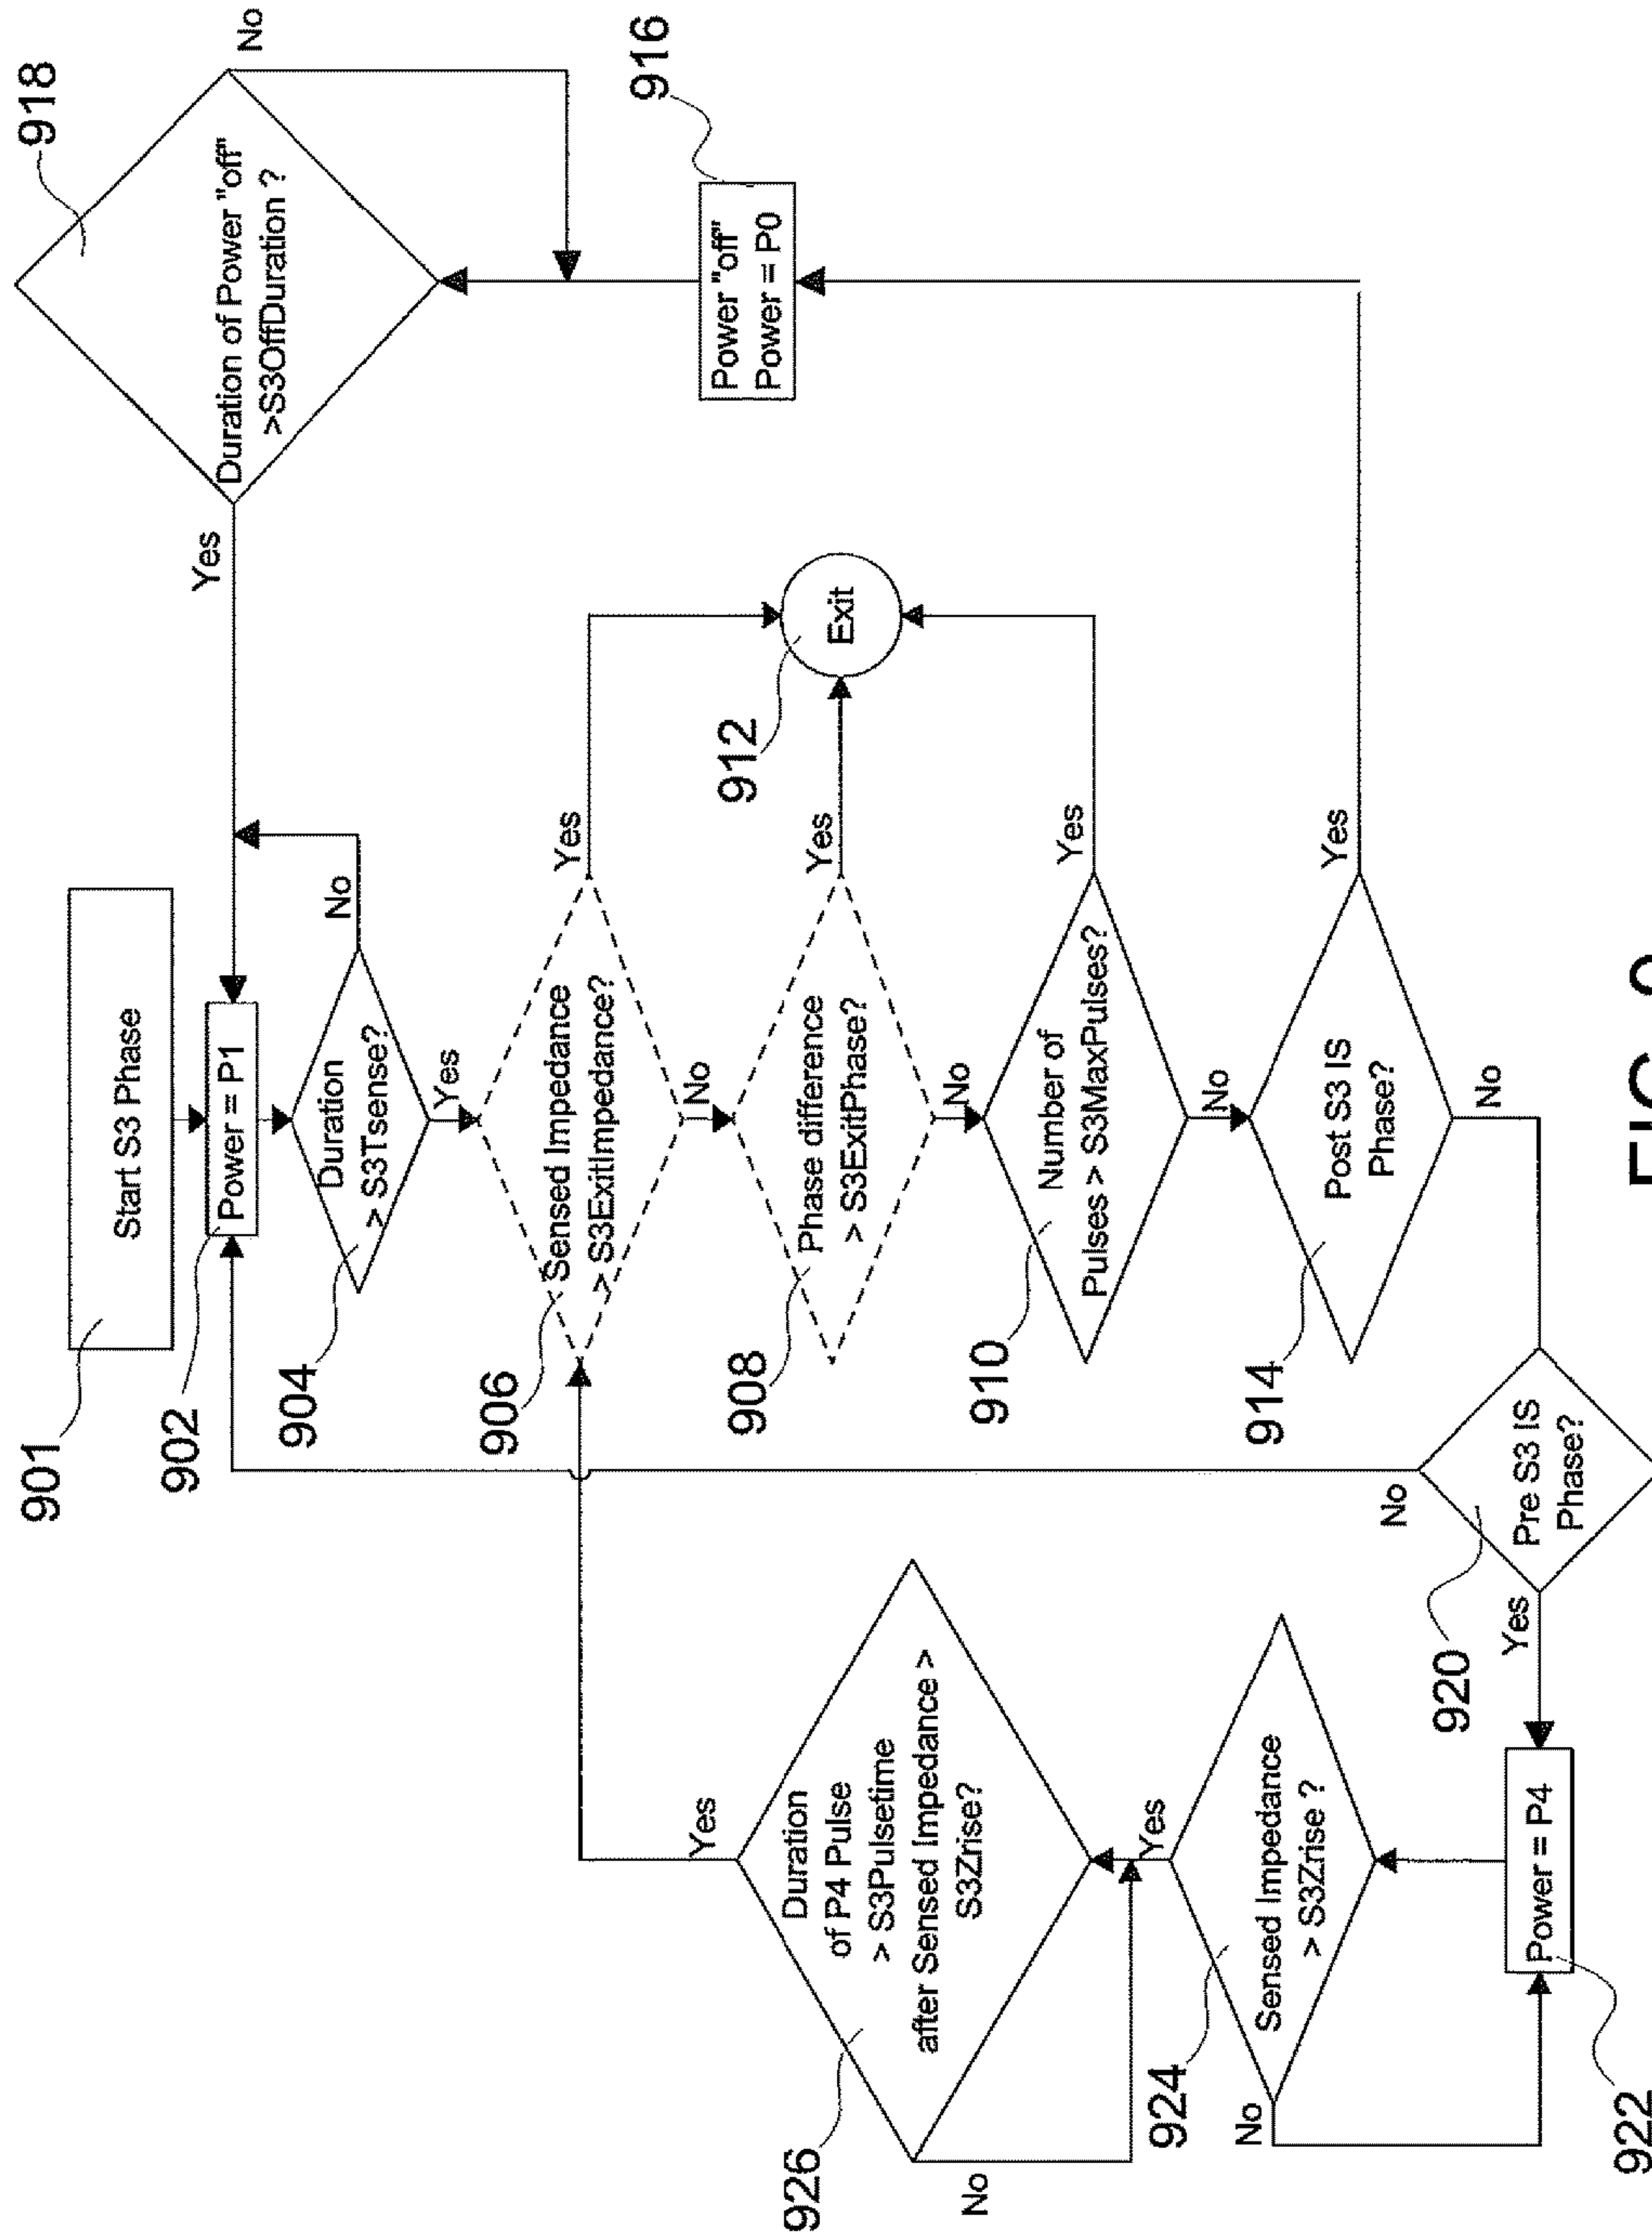 901
Start S3 Phase
902
Power = P1
904
Duration
> S3Tsense?
No
Yes
906
Sensed Impedance
> S3ExitImpedance?
Yes
No
908
Phase difference
> S3ExitPhase?
Yes
No
910
Number of
Pulses > S3MaxPulses?
Yes
No
912
Exit
914
Post S3 IS
Phase?
Yes
No
916
Power "off"
Power = P0
918
Duration of Power "off"
>S3OffDuration ?
Yes
No
920
Pre S3 IS
Phase?
No
Yes
922
Power = P4
924
Sensed Impedance
> S3Zrise ?
No
Yes
926
Duration
of P4 Pulse
> S3Pulsetime
after Sensed Impedance >
S3Zrise?
No
Yes